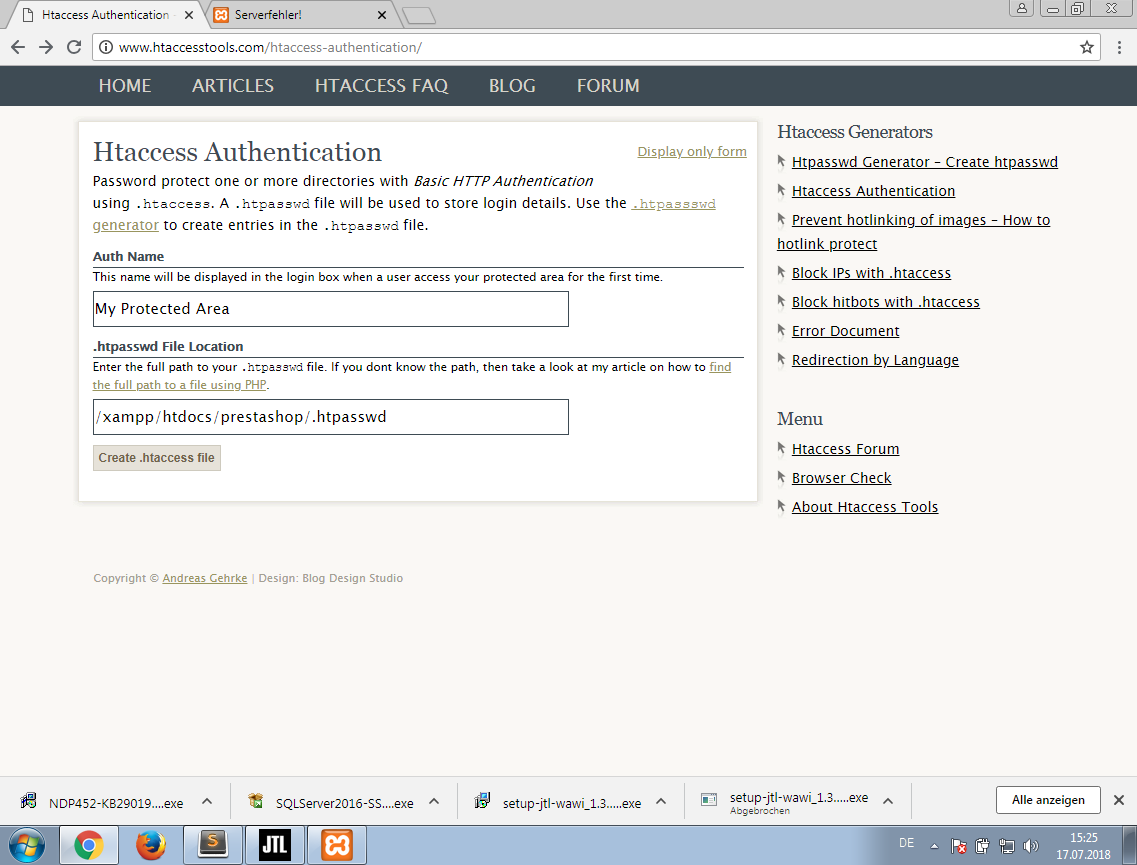 Htaccess Authentication
Serverfehler!
www.htaccesstools.com/htaccess-authentication/
HOME ARTICLES HTACCESS FAQ BLOG FORUM
Htaccess Authentication
Display only form
Password protect one or more directories with Basic HTTP Authentication
using .htaccess. A .htpasswd file will be used to store login details. Use the .htpassswd
generator to create entries in the .htpasswd file.
Auth Name
This name will be displayed in the login box when a user access your protected area for the first time.
My Protected Area
.htpasswd File Location
Enter the full path to your .htpasswd file. If you dont know the path, then take a look at my article on how to find
the full path to a file using PHP.
/xampp/htdocs/prestashop/.htpasswd
Create .htaccess file
Htaccess Generators
Htpasswd Generator – Create htpasswd
Htaccess Authentication
Prevent hotlinking of images – How to
hotlink protect
Block IPs with .htaccess
Block hitbots with .htaccess
Error Document
Redirection by Language
Menu
Htaccess Forum
Browser Check
About Htaccess Tools
Copyright © Andreas Gehrke | Design: Blog Design Studio
NDP452-KB29019....exe
SQLServer2016-SS....exe
setup-jtl-wawi_1.3.....exe
setup-jtl-wawi_1.3.....exe
Abgebrochen
Alle anzeigen
S
JTL
DE
15:25
17.07.2018